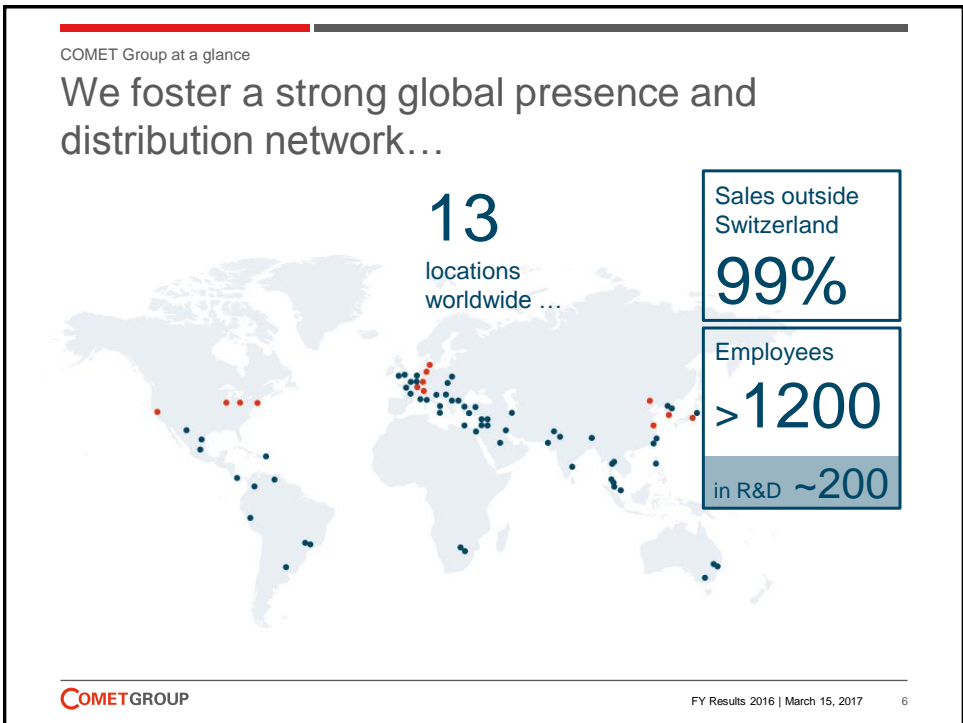 COMET Group at a glance
We foster a strong global presence and
distribution network…
13
locations
worldwide …
Sales outside
Switzerland
99%
Employees
>1200
in R&D ~200
COMETGROUP
FY Results 2016 | March 15, 2017 6